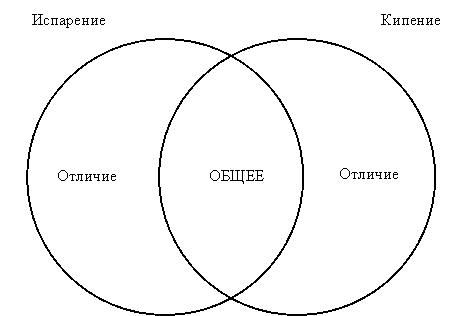 Испарение
Кипение
Отличие
ОБЩЕЕ
Отличие